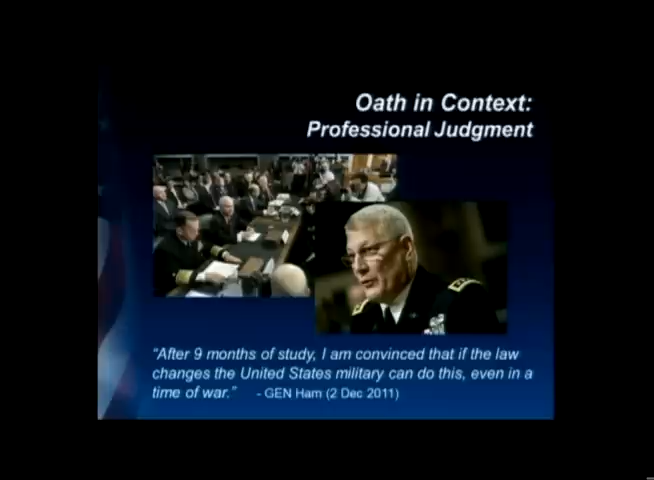 Oath in Context:
Professional Judgment
"After 9 months of study, I am convinced that if the law
changes the United States military can do this, even in a
time of war." - GEN Ham (2 Dec 2011)